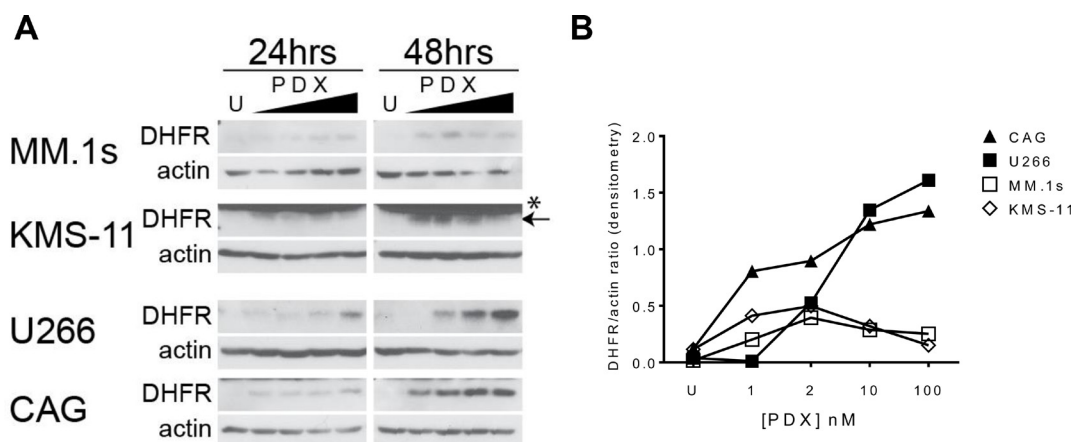 A
24hrs
48hrs
P D X
P D X
U
U
MM.1s
DHFR
actin
*
KMS-11
DHFR
actin
U266
DHFR
actin
CAG
DHFR
actin
B
DHFR/actin ratio (densitometry)
2.0
1.5
1.0
0.5
0.0
U
1
2
10
100
[PDX] nM
CAG
U266
MM.1s
KMS-11